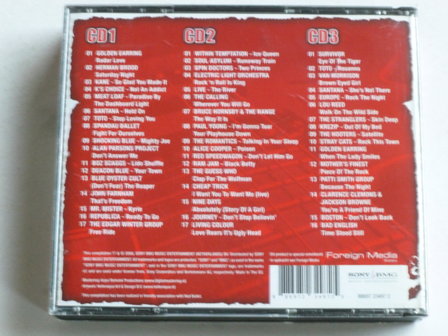 CD1
01 GOLDEN EARRING
Radar Love
02 HERMAN BROOD
Saturday Night
03 KANE - So Glad You Made It
04 K'S CHOICE - Not An Addict
05 MEAT LOAF - Paradise By
The Dashboard Light
06 SANTANA - Hold On
07 TOTO - Stop Loving You
08 SPANDAU BALLET
Fight For Ourselves
09 SHOCKING BLUE - Mighty Joe
10 ALAN PARSONS PROJECT
Don't Answer Me
11 BOZ SCAGGS - Lido Shuffle
12 DEACON BLUE - Your Town
13 BLUE OYSTER CULT
(Don't Fear) The Reaper
14 JOHN FARNHAM
That's Freedom
15 MR. MISTER - Kyrie
16 REPUBLICA - Ready To Go
17 THE EDGAR WINTER GROUP
Free Ride
CD2
01 WITHIN TEMPTATION - Ice Queen
02 SOUL ASYLUM - Runaway Train
03 SPIN DOCTORS - Two Princes
04 ELECTRIC LIGHT ORCHESTRA
Rock 'n Roll Is King
05 LIVE - The River
06 THE CALLING
Wherever You Will Go
07 BRUCE HORNSBY & THE RANGE
The Way It Is
08 PAUL YOUNG - I'm Gonna Tear
Your Playhouse Down
09 THE ROMANTICS - Talking In Your Sleep
10 ALICE COOPER - Poison
11 REO SPEEDWAGON - Don't Let Him Go
12 RAM JAM - Black Betty
13 THE GUESS WHO
Clap For The Wolfman
14 CHEAP TRICK
I Want You To Want Me (live)
15 NINE DAYS
Absolutely (Story Of A Girl)
16 JOURNEY - Don't Stop Believin'
17 LIVING COLOUR
Love Rears It's Ugly Head
CD3
01 SURVIVOR
Eye Of The Tiger
02 TOTO - Rosanna
03 VAN MORRISON
Brown Eyed Girl
04 SANTANA - She's Not There
05 EUROPE - Rock The Night
06 LOU REED
Walk On The Wild Side
07 THE STRANGLERS - Skin Deep
08 KREZIP - Out Of My Bed
09 THE HOOTERS - Satellite
10 STRAY CATS - Rock This Town
11 GOLDEN EARRING
When The Lady Smiles
12 MOTHER'S FINEST
Piece Of The Rock
13 PATTI SMITH GROUP
Because The Night
14 CLARENCE CLEMONS &
JACKSON BROWNE
You're A Friend Of Mine
15 BOSTON - Don't Look Back
16 BAD ENGLISH
Time Stood Still
Foreign Media
SONY BMG
MUSIC ENTERTAINMENT